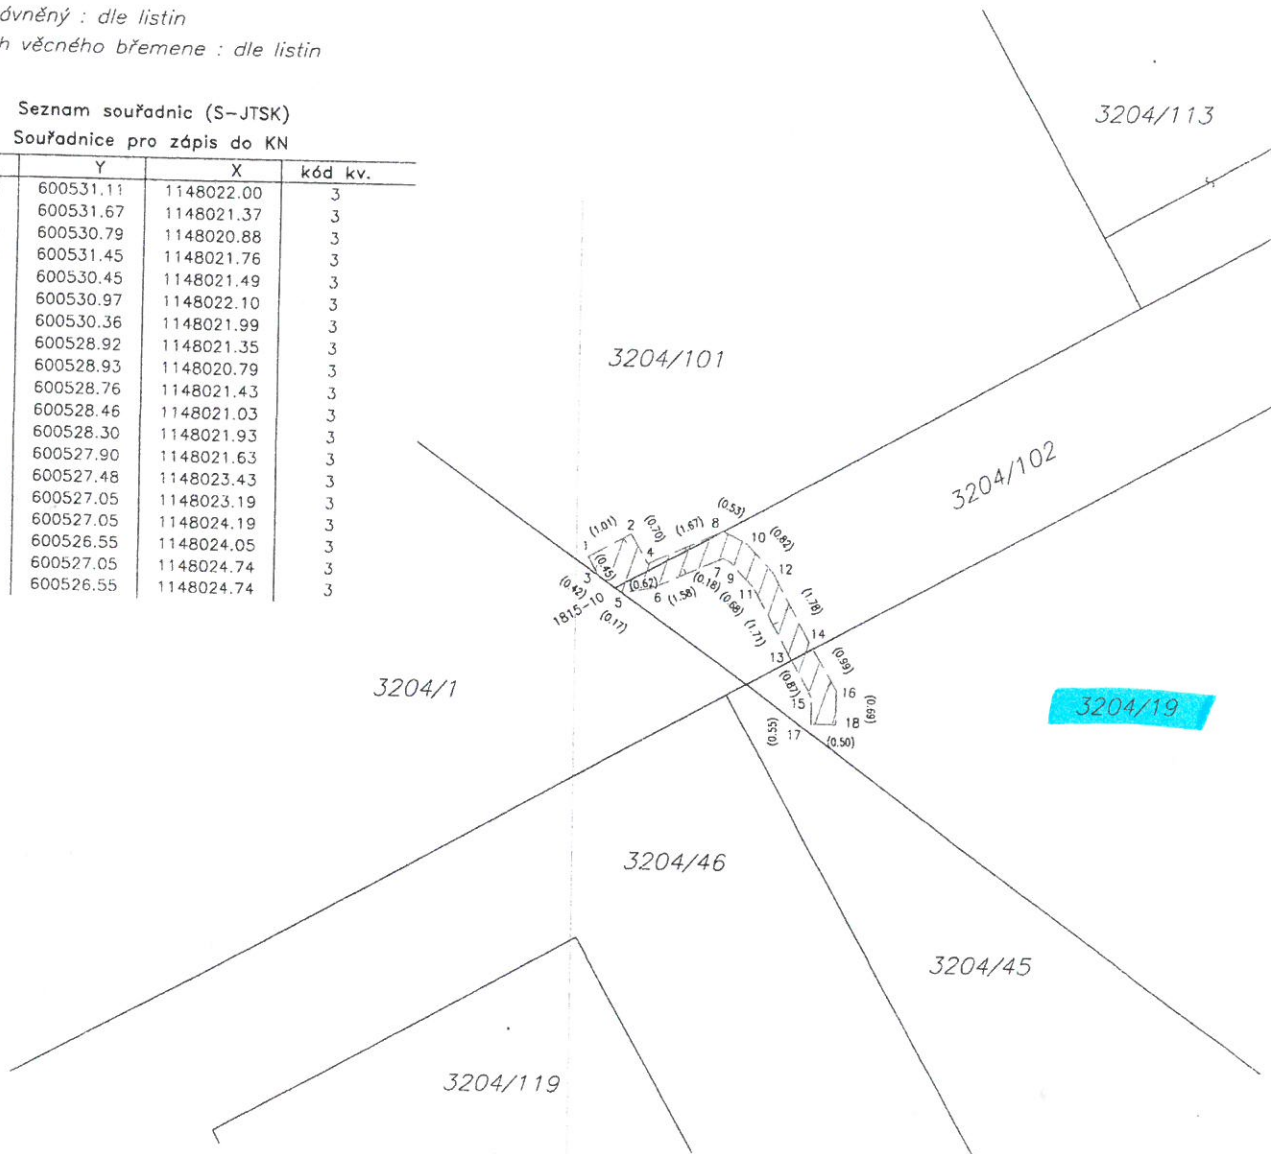 óvněný : dle listin
h věcného břemene : dle listin
Seznam souřadnic (S-JTSK)
Souřadnice pro zápis do KN
Y X kód kv.
600531.11 1148022.00 3
600531.67 1148021.37 3
600530.79 1148020.88 3
600531.45 1148021.76 3
600530.45 1148021.49 3
600530.97 1148022.10 3
600530.36 1148021.99 3
600528.92 1148021.35 3
600528.93 1148020.79 3
600528.76 1148021.43 3
600528.46 1148021.03 3
600528.30 1148021.93 3
600527.90 1148021.63 3
600527.48 1148023.43 3
600527.05 1148023.19 3
600527.05 1148024.19 3
600526.55 1148024.05 3
600527.05 1148024.74 3
600526.55 1148024.74 3
3204/113
3204/101
3204/102
(1.01) 2 (0.70) (1.67) 8 (0.53)
1 4 10 (0.82)
3 (0.45) 7 9 12
(0.42) 5 (0.62) 6 (1.58) (0.18) (0.68) 11 (1.78)
1815-10 (0.17) (1.71) 14
13 (0.99)
(0.87) 16
15 18 (0.69)
(0.55) 17 (0.50)
3204/1
3204/19
3204/46
3204/45
3204/119